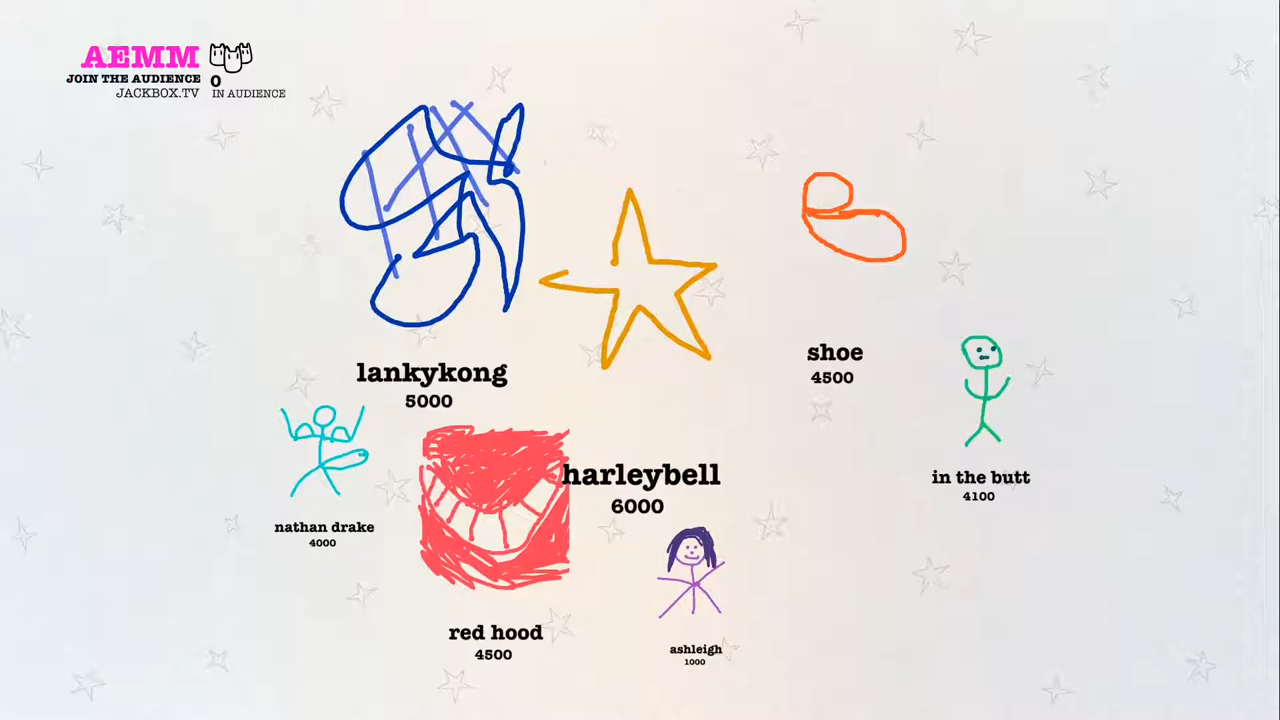 AEMM
JOIN THE AUDIENCE
JACKBOX.TV
0
IN AUDIENCE
lankykong
5000
shoe
4500
harleybell
6000
in the butt
4100
nathan drake
4000
red hood
4500
ashleigh
1000